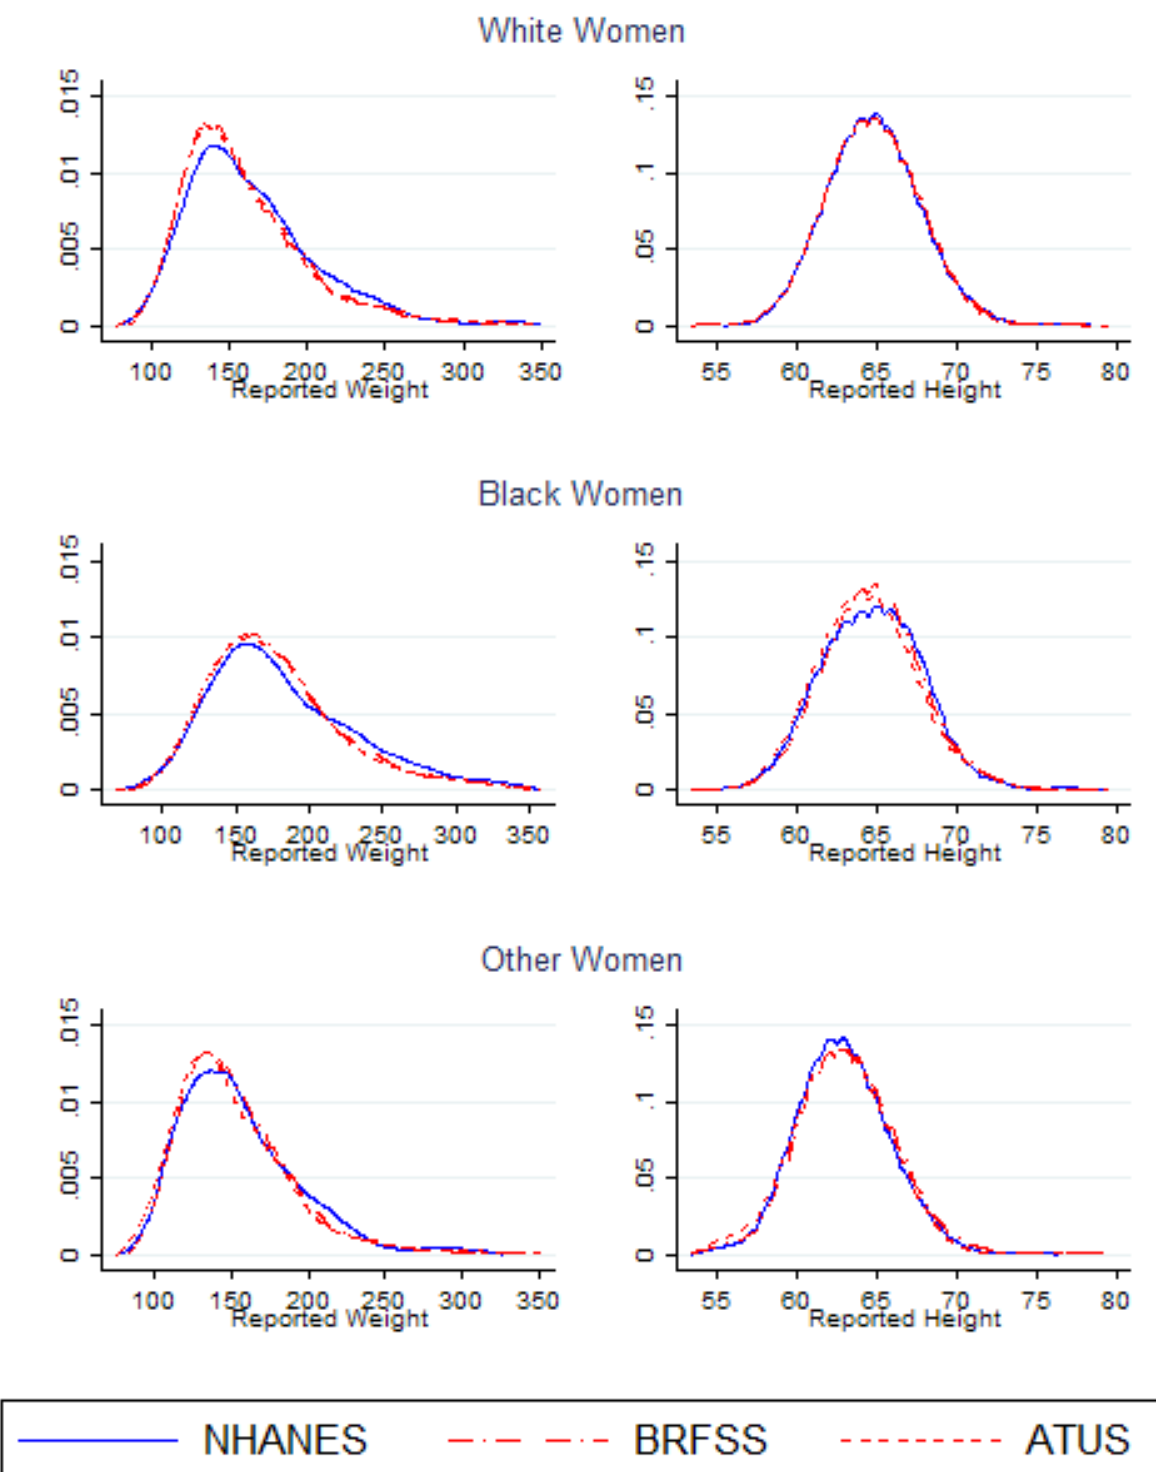 White Women
0 .005 .01 .015
100 150 200 250 300 350
Reported Weight
0 .05 .1 .15
55 60 65 70 75 80
Reported Height
Black Women
0 .005 .01 .015
100 150 200 250 300 350
Reported Weight
0 .05 .1 .15
55 60 65 70 75 80
Reported Height
Other Women
0 .005 .01 .015
100 150 200 250 300 350
Reported Weight
0 .05 .1 .15
55 60 65 70 75 80
Reported Height
NHANES BRFSS ATUS